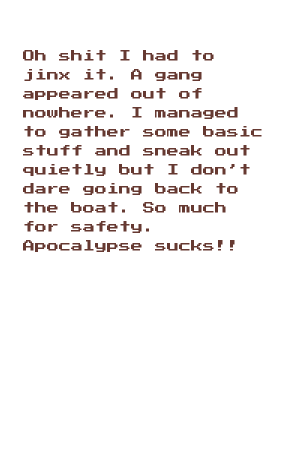 Oh shit I had to
jinx it. A gang
appeared out of
nowhere. I managed
to gather some basic
stuff and sneak out
quietly but I don't
dare going back to
the boat. So much
for safety.
Apocalypse sucks!!